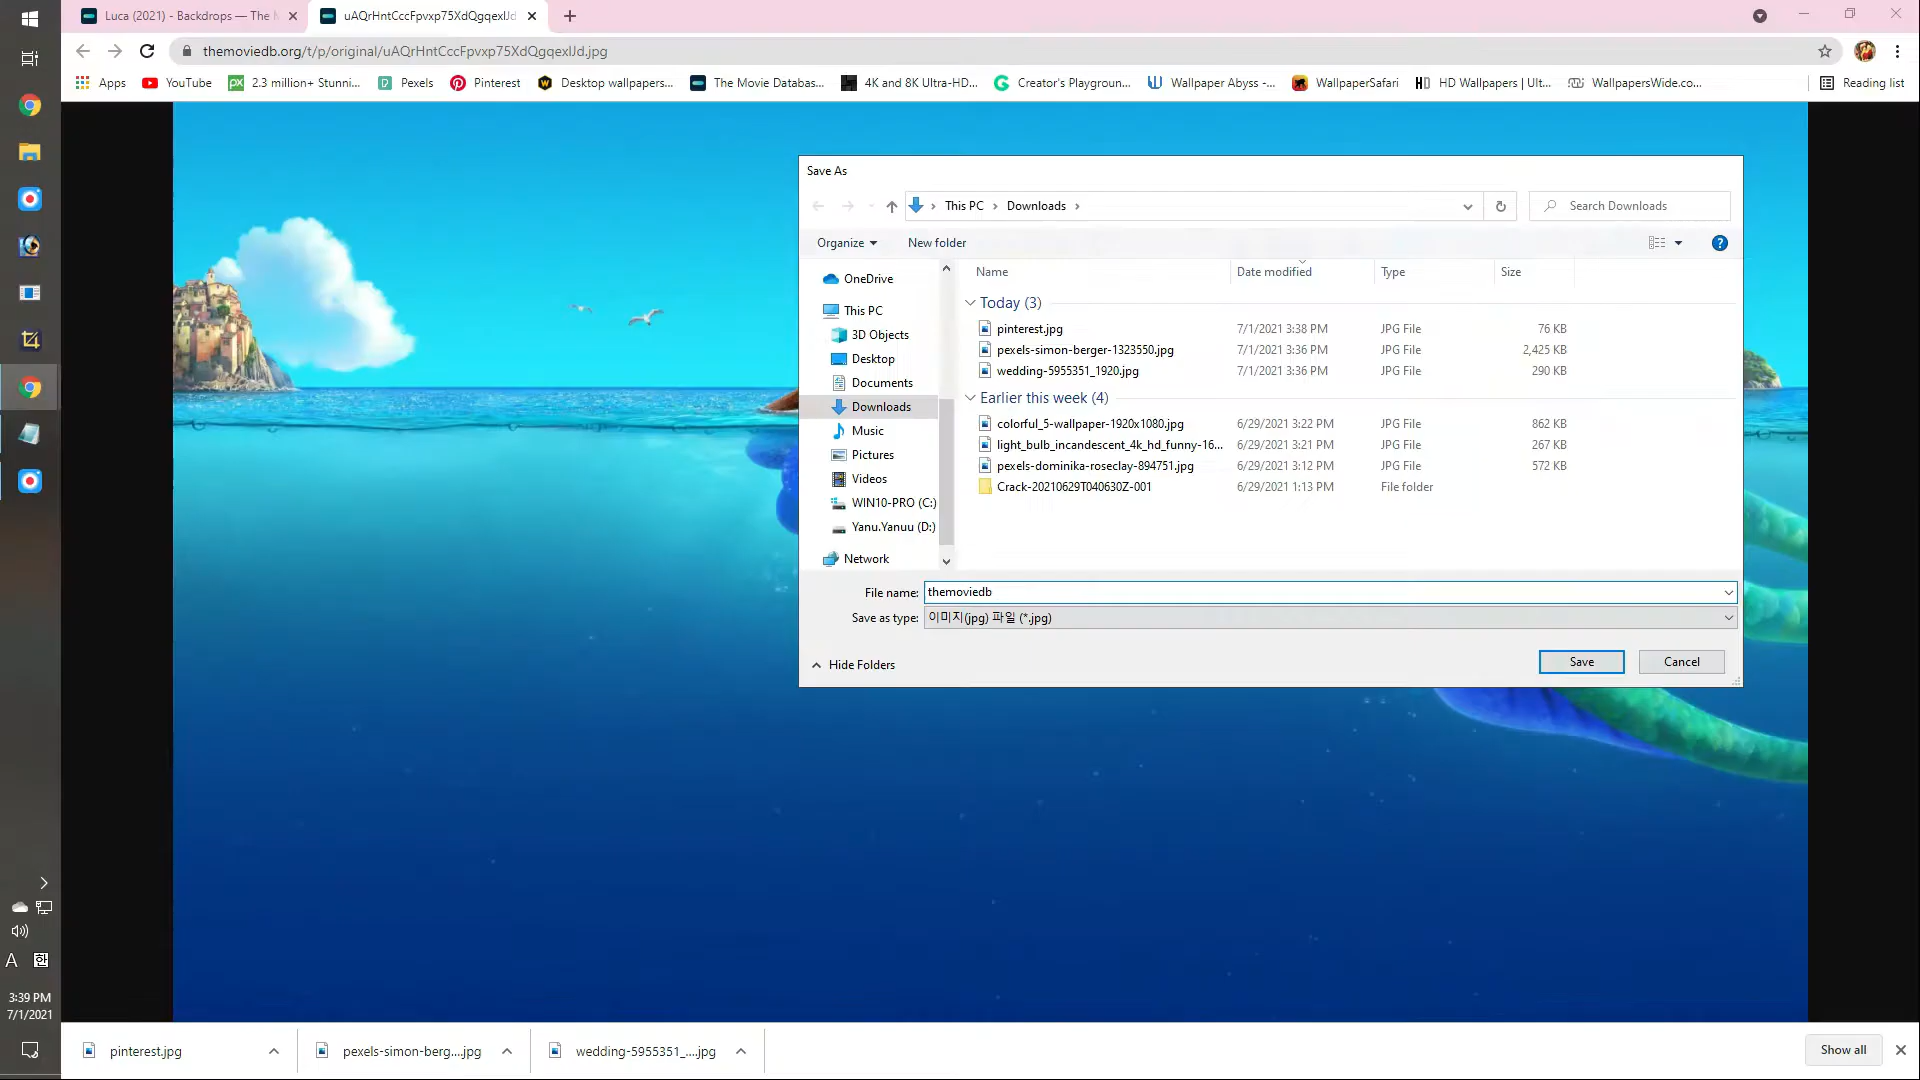 Luca (2021) - Backdrops — The M
uAQrHntCccFpvxp75XdQgqexlJd
themoviedb.org/t/p/original/uAQrHntCccFpvxp75XdQgqexlJd.jpg
Apps YouTube 2.3 million+ Stunni... Pexels Pinterest Desktop wallpapers... The Movie Databas... 4K and 8K Ultra-HD... Creator's Playgroun... Wallpaper Abyss -... WallpaperSafari HD Wallpapers | Ult... WallpapersWide.co... Reading list
Save As
This PC Downloads
Search Downloads
Organize New folder
Name Date modified Type Size
OneDrive
This PC
3D Objects
Desktop
Documents
Downloads
Music
Pictures
Videos
WIN10-PRO (C:)
Yanu.Yanuu (D:)
Network
Today (3)
pinterest.jpg 7/1/2021 3:38 PM JPG File 76 KB
pexels-simon-berger-1323550.jpg 7/1/2021 3:36 PM JPG File 2,425 KB
wedding-5955351_1920.jpg 7/1/2021 3:36 PM JPG File 290 KB
Earlier this week (4)
colorful_5-wallpaper-1920x1080.jpg 6/29/2021 3:22 PM JPG File 862 KB
light_bulb_incandescent_4k_hd_funny-16... 6/29/2021 3:21 PM JPG File 267 KB
pexels-dominika-roseclay-894751.jpg 6/29/2021 3:12 PM JPG File 572 KB
Crack-20210629T040630Z-001 6/29/2021 1:13 PM File folder
File name: themoviedb
Save as type: 이미지(jpg) 파일 (*.jpg)
Hide Folders
Save Cancel
A 한
3:39 PM
7/1/2021
pinterest.jpg pexels-simon-berg....jpg wedding-5955351_....jpg Show all